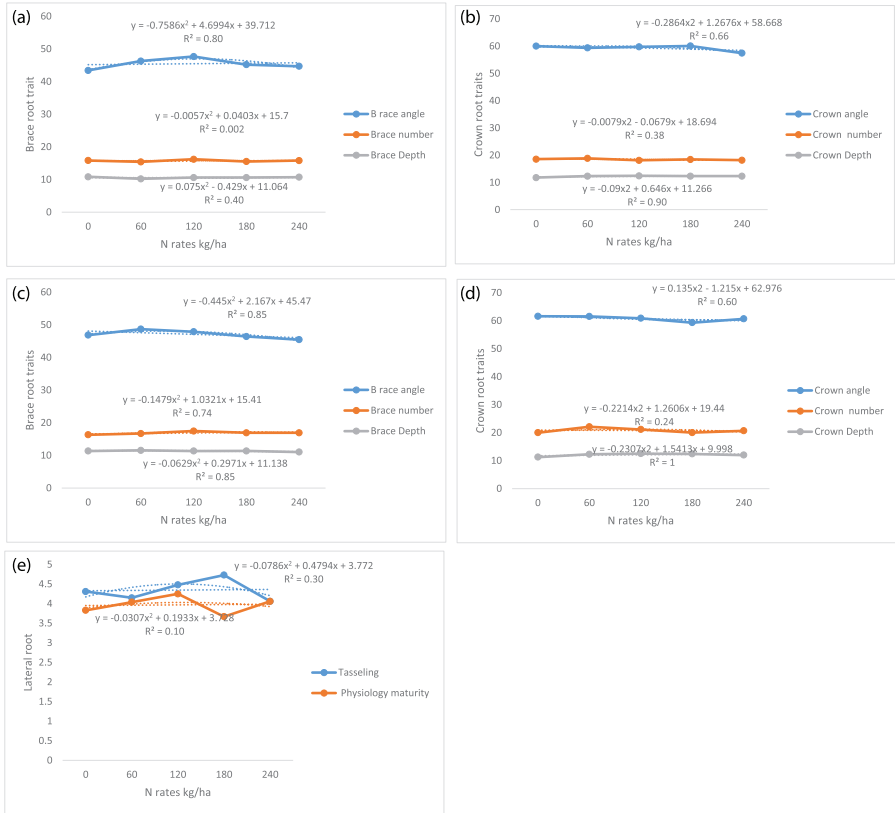 (a)
60
50
40
30
20
10
0
Brace root trait
y = -0.7586x² + 4.6994x + 39.712
R² = 0.80
y = -0.0057x² + 0.0403x + 15.7
R² = 0.002
y = 0.075x² - 0.429x + 11.064
R² = 0.40
B race angle
Brace number
Brace Depth
0 60 120 180 240
N rates kg/ha
(b)
70
60
50
40
30
20
10
0
Crown root traits
y = -0.2864x2 + 1.2676x + 58.668
R² = 0.66
y = -0.0079x2 - 0.0679x + 18.694
R² = 0.38
y = -0.09x2 + 0.646x + 11.266
R² = 0.90
Crown angle
Crown number
Crown Depth
0 60 120 180 240
N rates kg/ha
(c)
60
50
40
30
20
10
0
Brace root traits
y = -0.445x² + 2.167x + 45.47
R² = 0.85
y = -0.1479x² + 1.0321x + 15.41
R² = 0.74
y = -0.0629x² + 0.2971x + 11.138
R² = 0.85
B race angle
Brace number
Brace Depth
0 60 120 180 240
N rates kg/ha
(d)
70
60
50
40
30
20
10
0
Crown root traits
y = 0.135x2 - 1.215x + 62.976
R² = 0.60
y = -0.2214x2 + 1.2606x + 19.44
R² = 0.24
y = -0.2307x2 + 1.5413x + 9.998
R² = 1
Crown angle
Crown number
Crown Depth
0 60 120 180 240
N rates kg/ha
(e)
5
4.5
4
3.5
3
2.5
2
1.5
1
0.5
0
Lateral root
y = -0.0786x² + 0.4794x + 3.772
R² = 0.30
y = -0.0307x² + 0.1933x + 3.728
R² = 0.10
Tasseling
Physiology maturity
0 60 120 180 240
N rates kg/ha